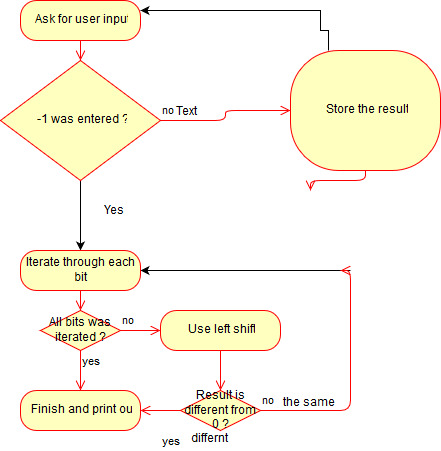 Ask for user input
-1 was entered ?
no Text
Store the result
Yes
Iterate through each
bit
All bits was
iterated ?
no
Use left shift
yes
Result is
different from
0 ?
no the same
Finish and print ou
yes
differnt